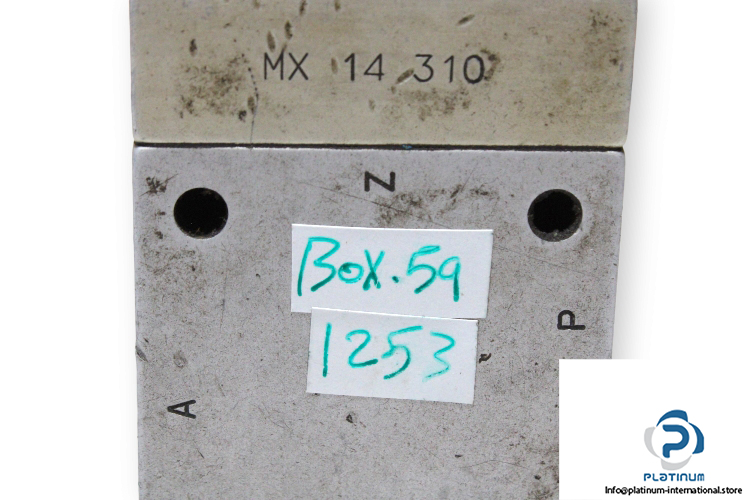 MX 14 310
N
Box.59
1253
P
A
PLATINUM
Info@platinum-international.store